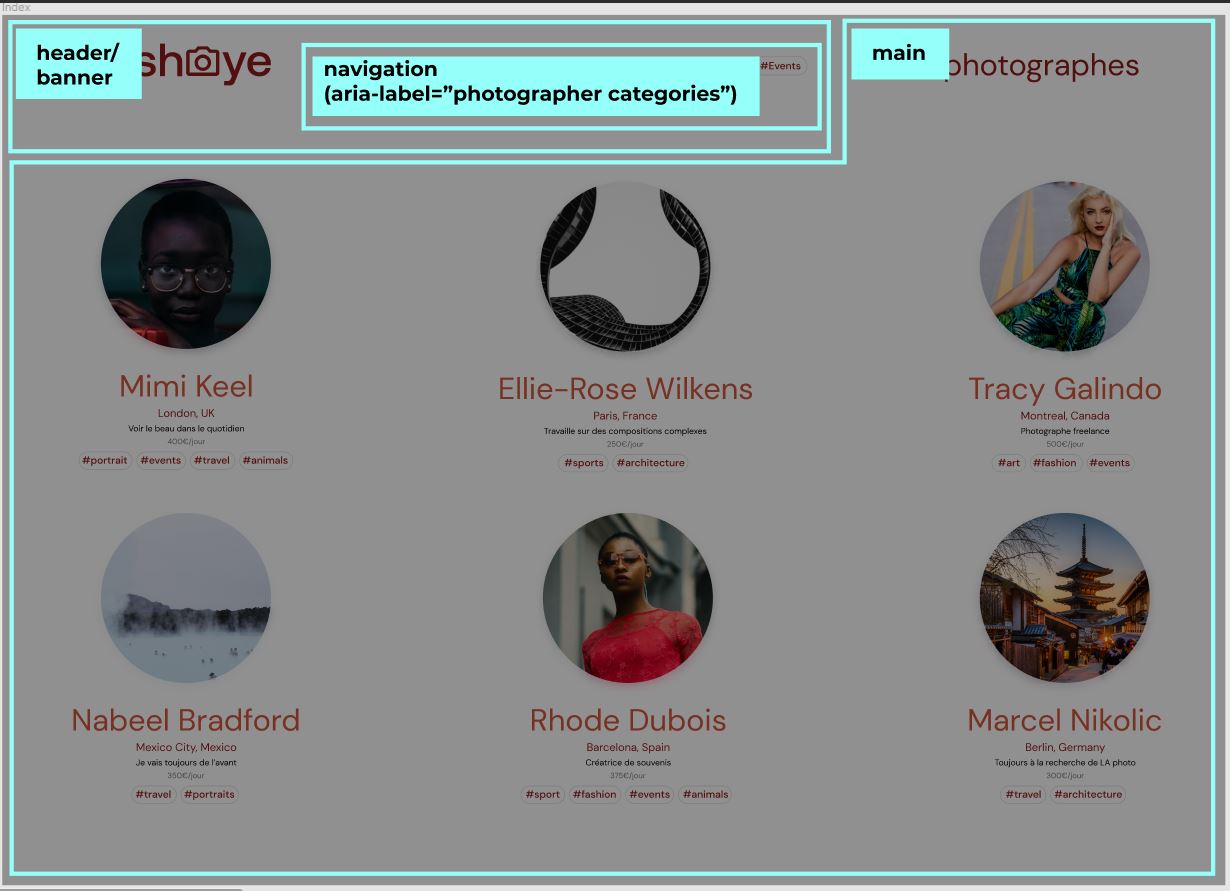 Index
header/
banner
sh ye
navigation
(aria-label=”photographer categories”)
#Events
main
photographes
Mimi Keel
London, UK
Voir le beau dans le quotidien
400€/jour
#portrait #events #travel #animals
Ellie-Rose Wilkens
Paris, France
Travaille sur des compositions complexes
250€/jour
#sports #architecture
Tracy Galindo
Montreal, Canada
Photographe freelance
500€/jour
#art #fashion #events
Nabeel Bradford
Mexico City, Mexico
Je vais toujours de l'avant
350€/jour
#travel #portraits
Rhode Dubois
Barcelona, Spain
Créatrice de souvenis
375€/jour
#sport #fashion #events #animals
Marcel Nikolic
Berlin, Germany
Toujours à la recherche de LA photo
300€/jour
#travel #architecture